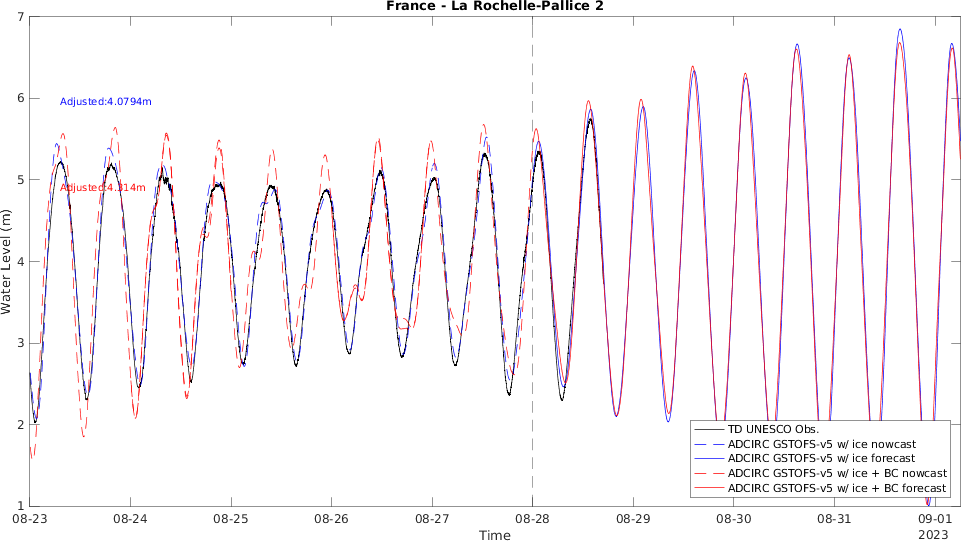 France - La Rochelle-Pallice 2
7
6
5
4
3
2
1
Water Level (m)
Adjusted:4.0794m
Adjusted:4.314m
TD UNESCO Obs.
ADCIRC GSTOFS-v5 w/ ice nowcast
ADCIRC GSTOFS-v5 w/ ice forecast
ADCIRC GSTOFS-v5 w/ ice + BC nowcast
ADCIRC GSTOFS-v5 w/ ice + BC forecast
08-23 08-24 08-25 08-26 08-27 08-28 08-29 08-30 08-31 09-01
2023
Time